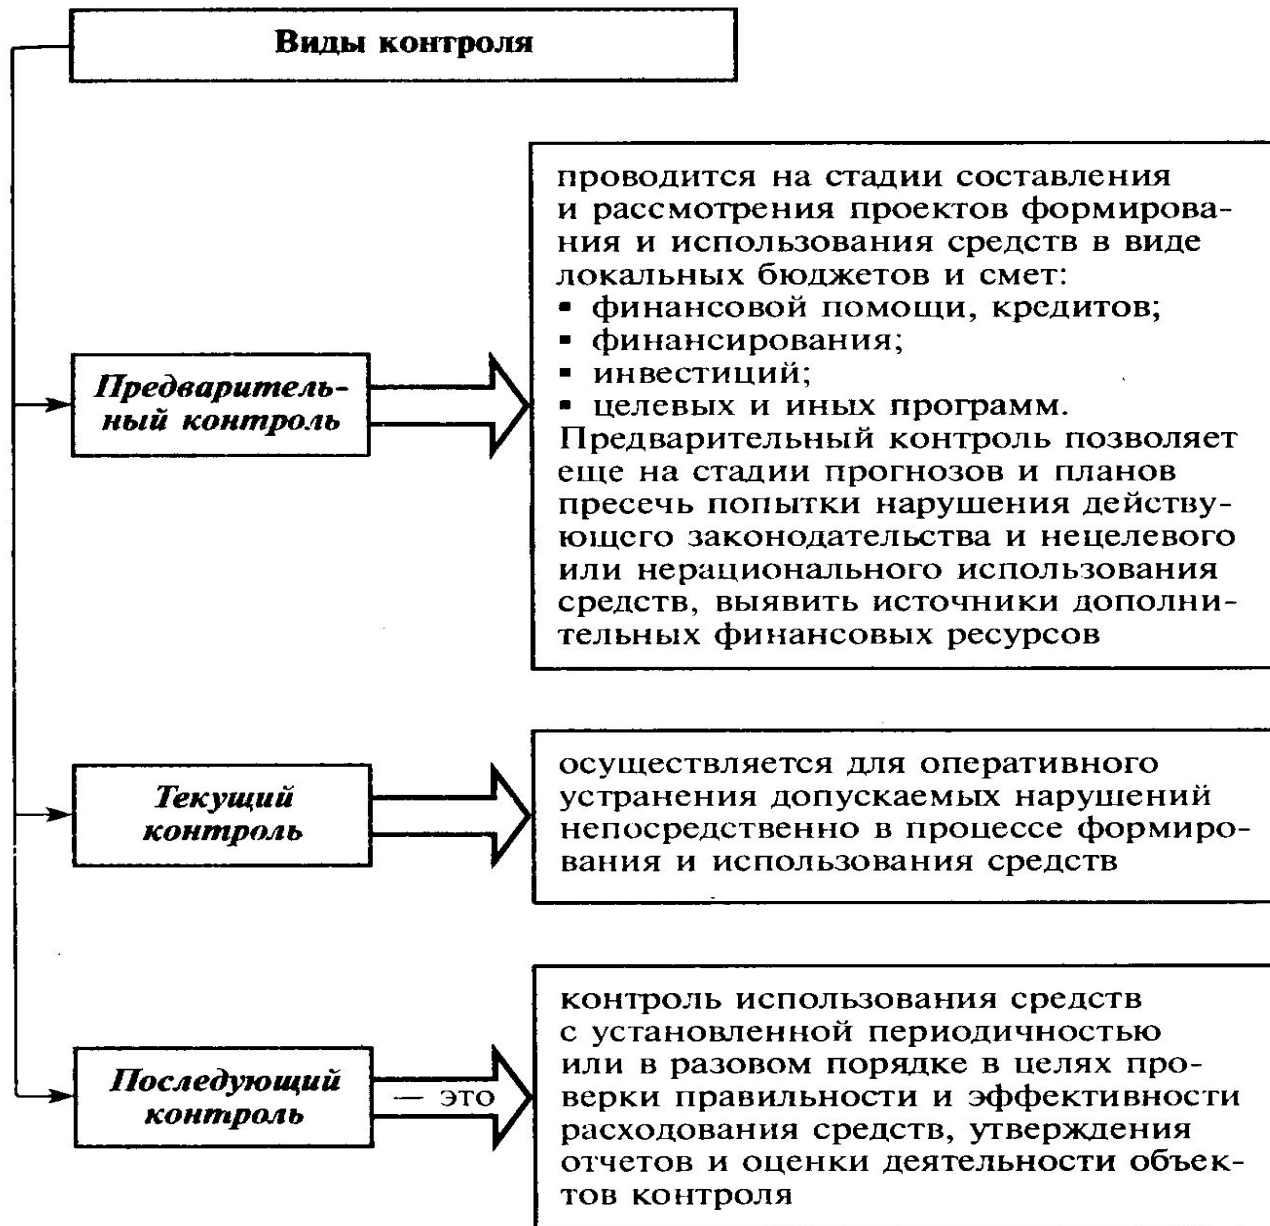 Виды контроля
Предваритель-
ный контроль
проводится на стадии составления
и рассмотрения проектов формирова-
ния и использования средств в виде
локальных бюджетов и смет:
▪ финансовой помощи, кредитов;
▪ финансирования;
▪ инвестиций;
▪ целевых и иных программ.
Предварительный контроль позволяет
еще на стадии прогнозов и планов
пресечь попытки нарушения действу-
ющего законодательства и нецелевого
или нерационального использования
средств, выявить источники дополни-
тельных финансовых ресурсов
Текущий
контроль
осуществляется для оперативного
устранения допускаемых нарушений
непосредственно в процессе формиро-
вания и использования средств
Последующий
контроль
— это
контроль использования средств
с установленной периодичностью
или в разовом порядке в целях про-
верки правильности и эффективности
расходования средств, утверждения
отчетов и оценки деятельности объек-
тов контроля